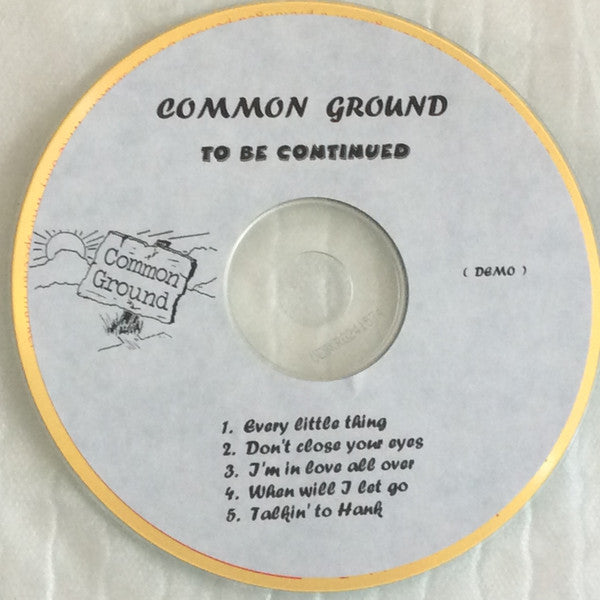 COMMON GROUND
TO BE CONTINUED
Common
Ground
( DEMO )
1. Every little thing
2. Don't close your eyes
3. I'm in love all over
4. When will I let go
5. Talkin' to Hank